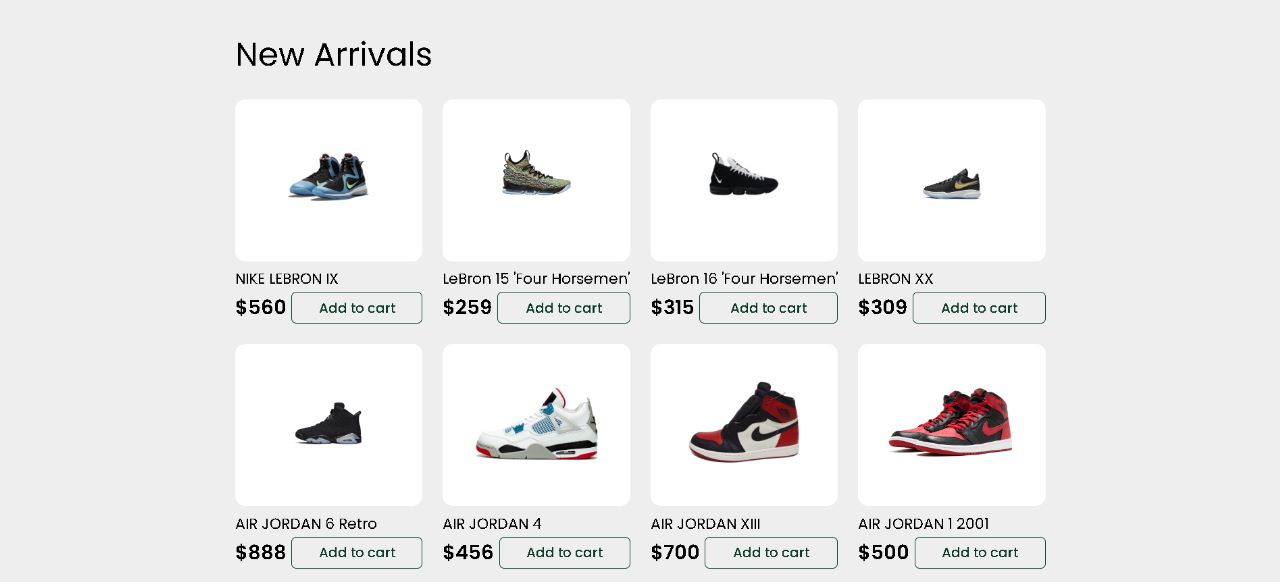 New Arrivals
NIKE LEBRON IX
$560 Add to cart
LeBron 15 'Four Horsemen'
$259 Add to cart
LeBron 16 'Four Horsemen'
$315 Add to cart
LEBRON XX
$309 Add to cart
AIR JORDAN 6 Retro
$888 Add to cart
AIR JORDAN 4
$456 Add to cart
AIR JORDAN XIII
$700 Add to cart
AIR JORDAN 1 2001
$500 Add to cart